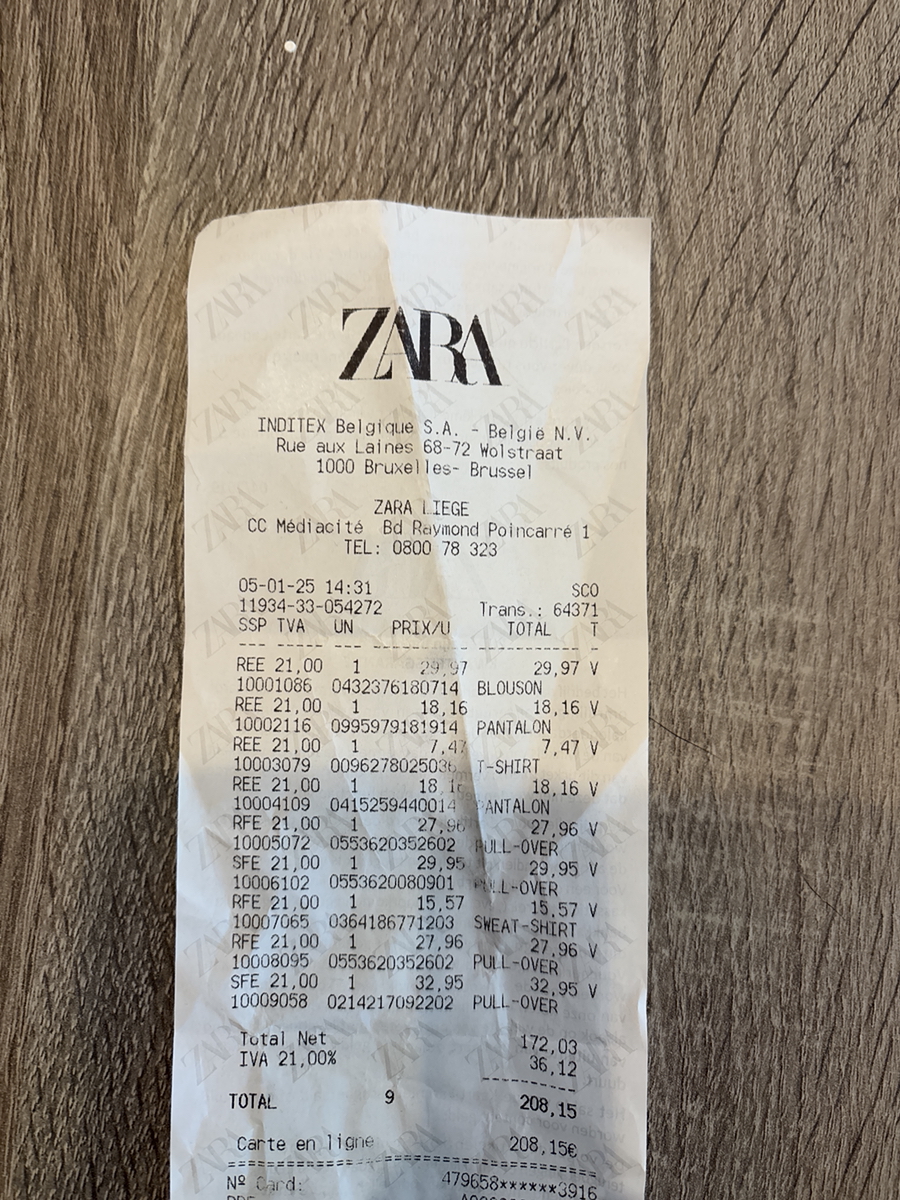 ZARA
INDITEX Belgique S.A. - België N.V.
Rue aux Laines 68-72 Wolstraat
1000 Bruxelles- Brussel
ZARA LIEGE
CC Médiacité Bd Raymond Poincarré 1
TEL: 0800 78 323
05-01-25 14:31 SCO
11934-33-054272 Trans.: 64371
SSP TVA UN PRIX/U TOTAL T
--- ----- -- ---------- -------- -
REE 21,00 1 29,97 29,97 V
10001086 0432376180714 BLOUSON
REE 21,00 1 18,16 18,16 V
10002116 0995979181914 PANTALON
REE 21,00 1 7,47 7,47 V
10003079 0096278025036 T-SHIRT
REE 21,00 1 18,16 18,16 V
10004109 0415259440014 PANTALON
RFE 21,00 1 27,96 27,96 V
10005072 0553620352602 PULL-OVER
SFE 21,00 1 29,95 29,95 V
10006102 0553620080901 PULL-OVER
RFE 21,00 1 15,57 15,57 V
10007065 0364186771203 SWEAT-SHIRT
RFE 21,00 1 27,96 27,96 V
10008095 0553620352602 PULL-OVER
SFE 21,00 1 32,95 32,95 V
10009058 0214217092202 PULL-OVER
Total Net 172,03
IVA 21,00% 36,12
----------
TOTAL 9 208,15
Carte en ligne 208,15€
========================================
Nº Card: 479658******3916